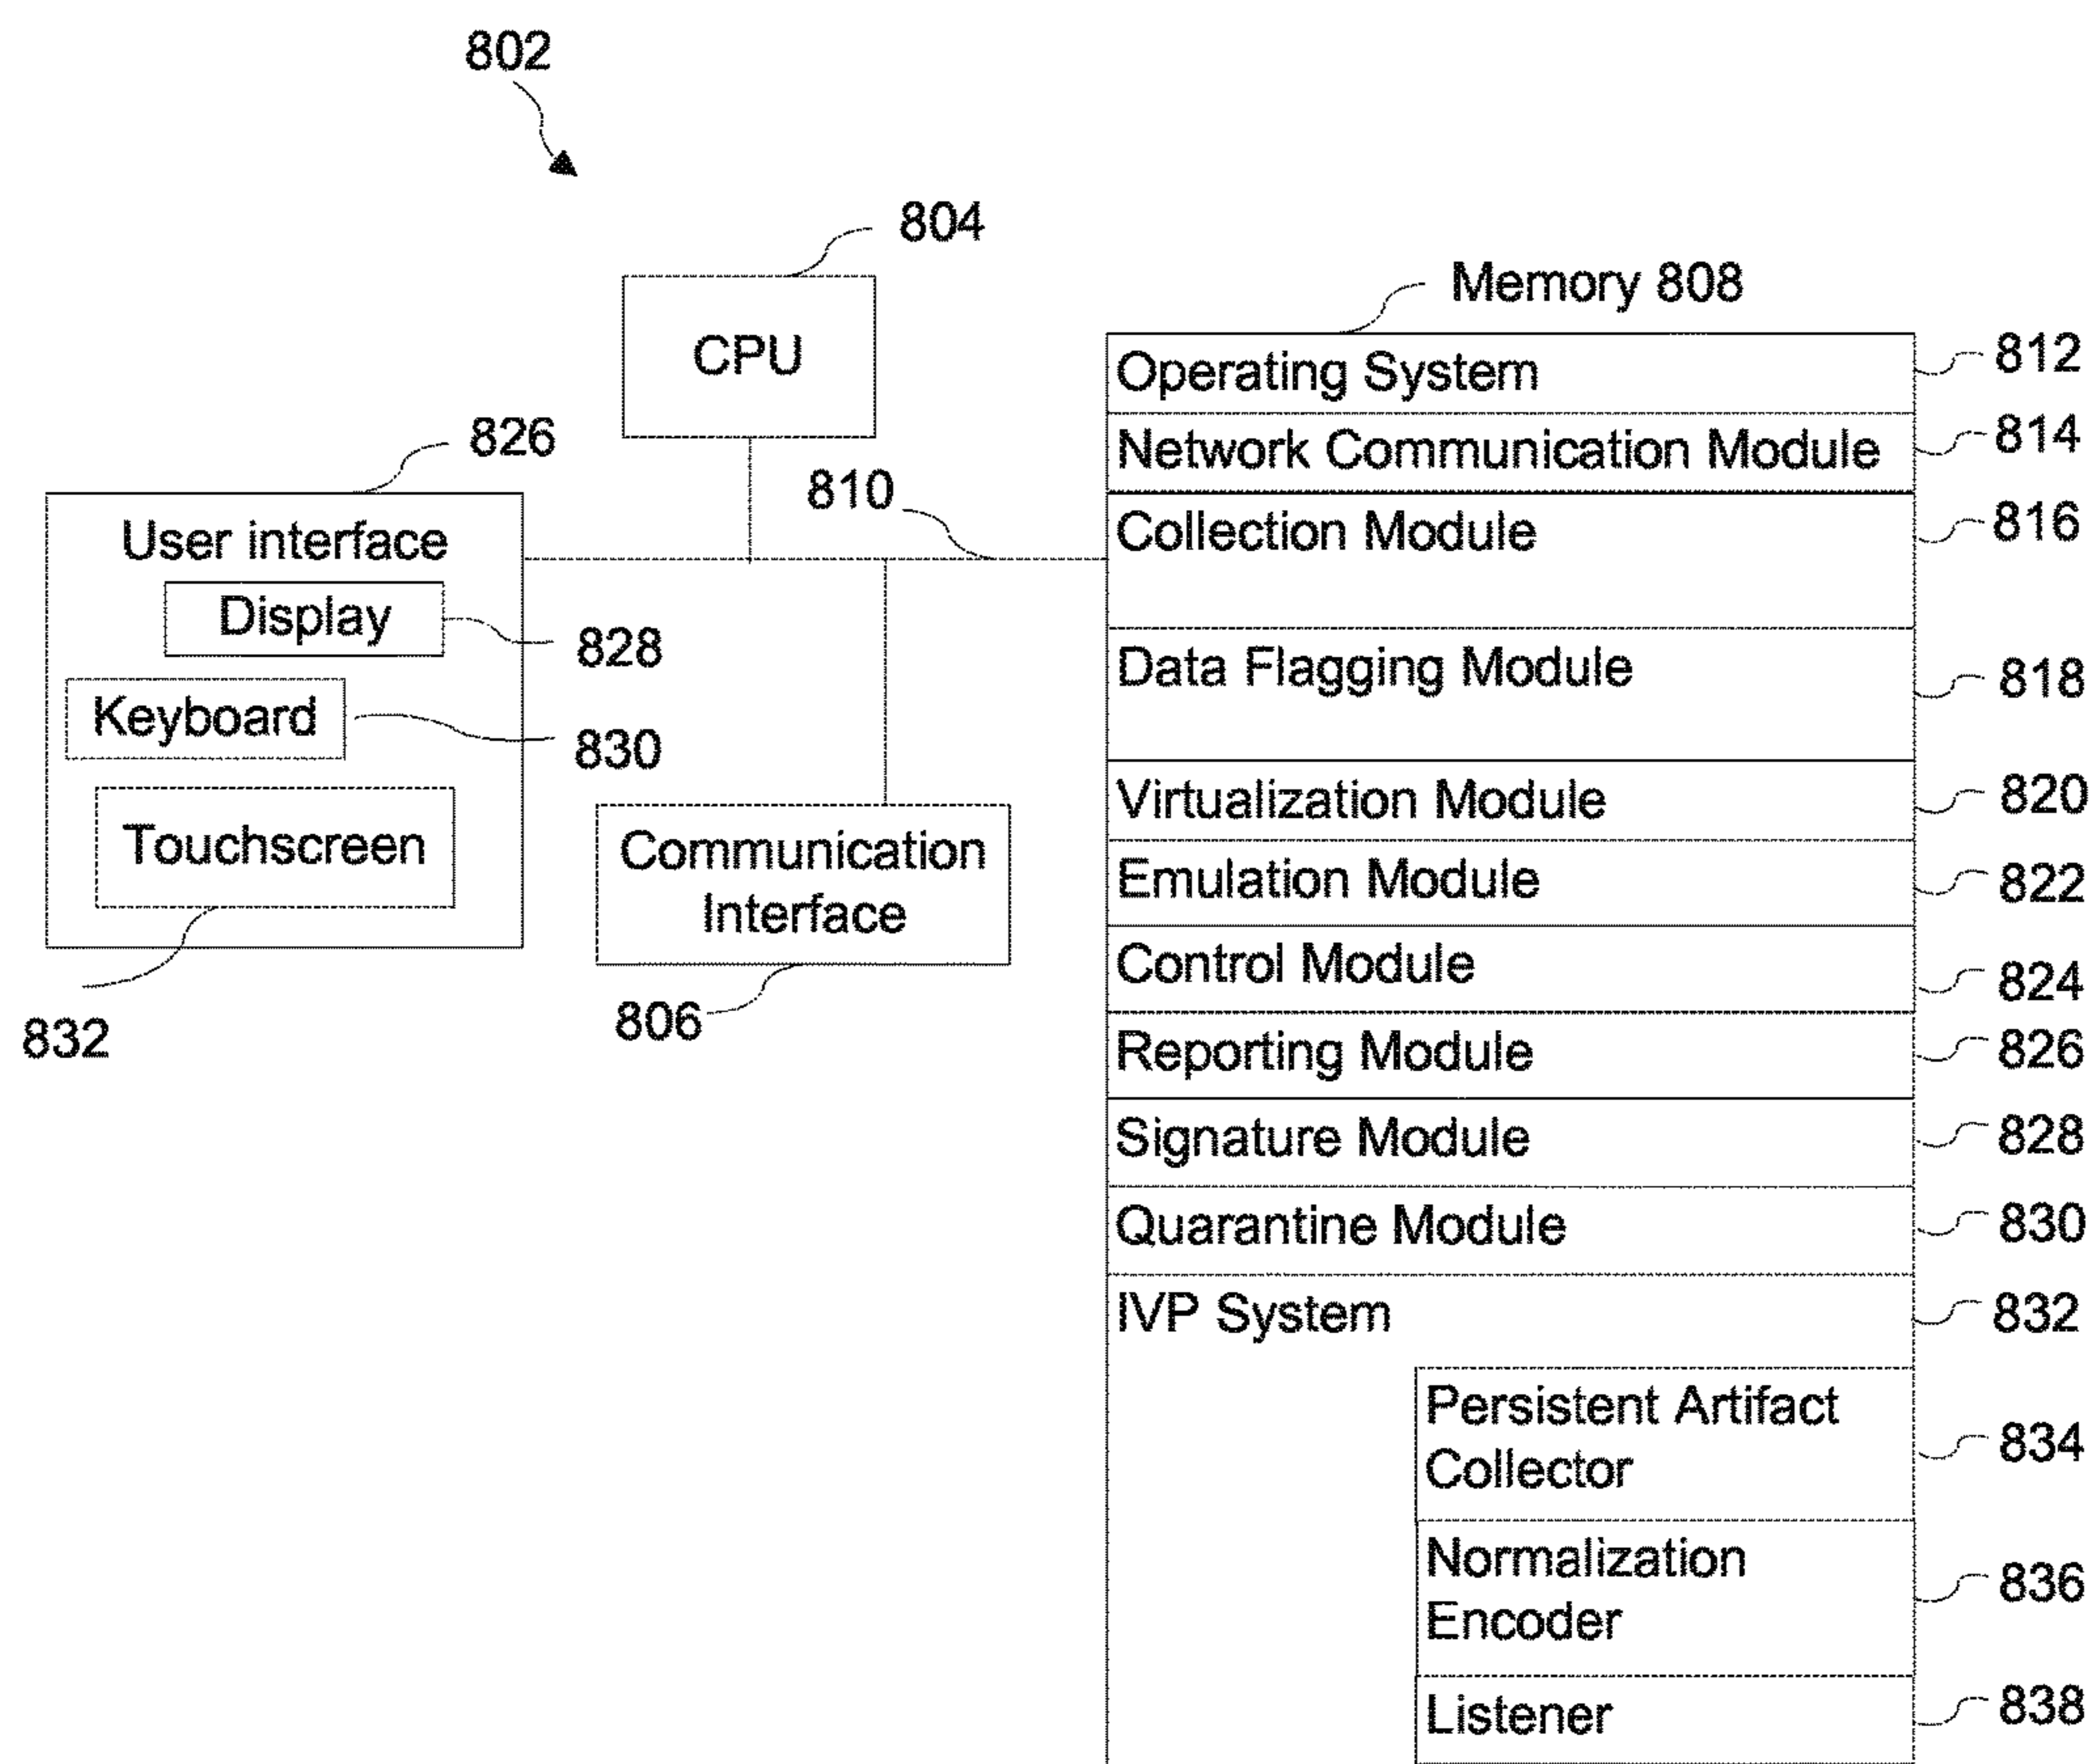 802
804
CPU
826
User interface
Display
828
Keyboard
830
Touchscreen
832
810
Communication
Interface
806
Memory 808
Operating System
812
Network Communication Module
814
Collection Module
816
Data Flagging Module
818
Virtualization Module
820
Emulation Module
822
Control Module
824
Reporting Module
826
Signature Module
828
Quarantine Module
830
IVP System
832
Persistent Artifact
Collector
834
Normalization
Encoder
836
Listener
838